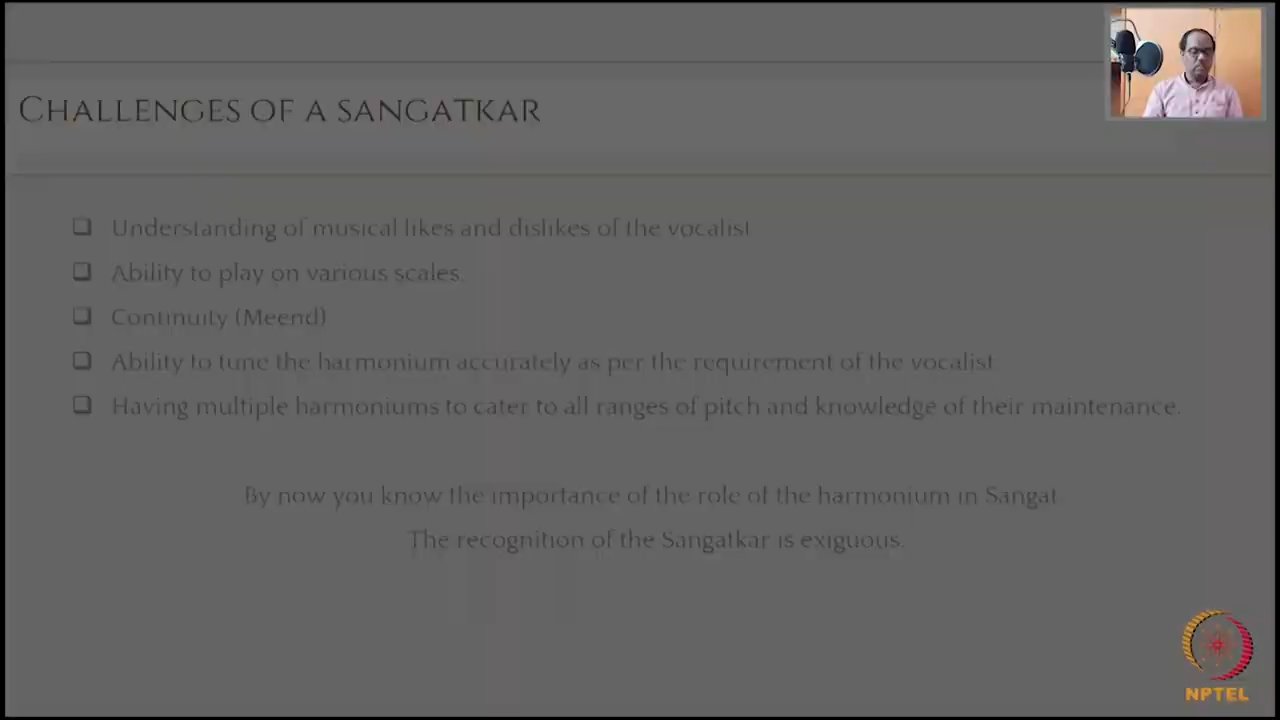 CHALLENGES OF A SANGATKAR
Understanding of musical likes and dislikes of the vocalist
Ability to play on various scales.
Continuity (Meend)
Ability to tune the harmonium accurately as per the requirement of the vocalist
Having multiple harmoniums to cater to all ranges of pitch and knowledge of their maintenance.
By now you know the importance of the role of the harmonium in Sangat
The recognition of the Sangatkar is exiguous.
NPTEL